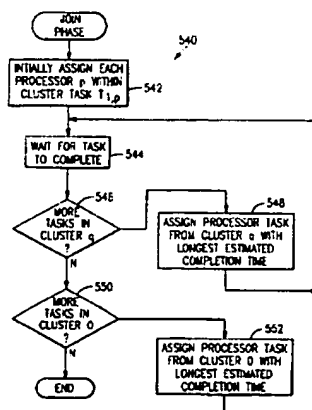 JOIN
PHASE
540
INTIALLY ASSIGN EACH
PROCESSOR p WITHIN
CLUSTER TASK T1,p
542
WAIT FOR TASK
TO COMPLETE
544
546
MORE
TASKS IN
CLUSTER q
?
N
548
ASSIGN PROCESSOR TASK
FROM CLUSTER q WITH
LONGEST ESTIMATED
COMPLETION TIME
550
MORE
TASKS IN
CLUSTER 0
?
N
552
ASSIGN PROCESSOR TASK
FROM CLUSTER 0 WITH
LONGEST ESTIMATED
COMPLETION TIME
END